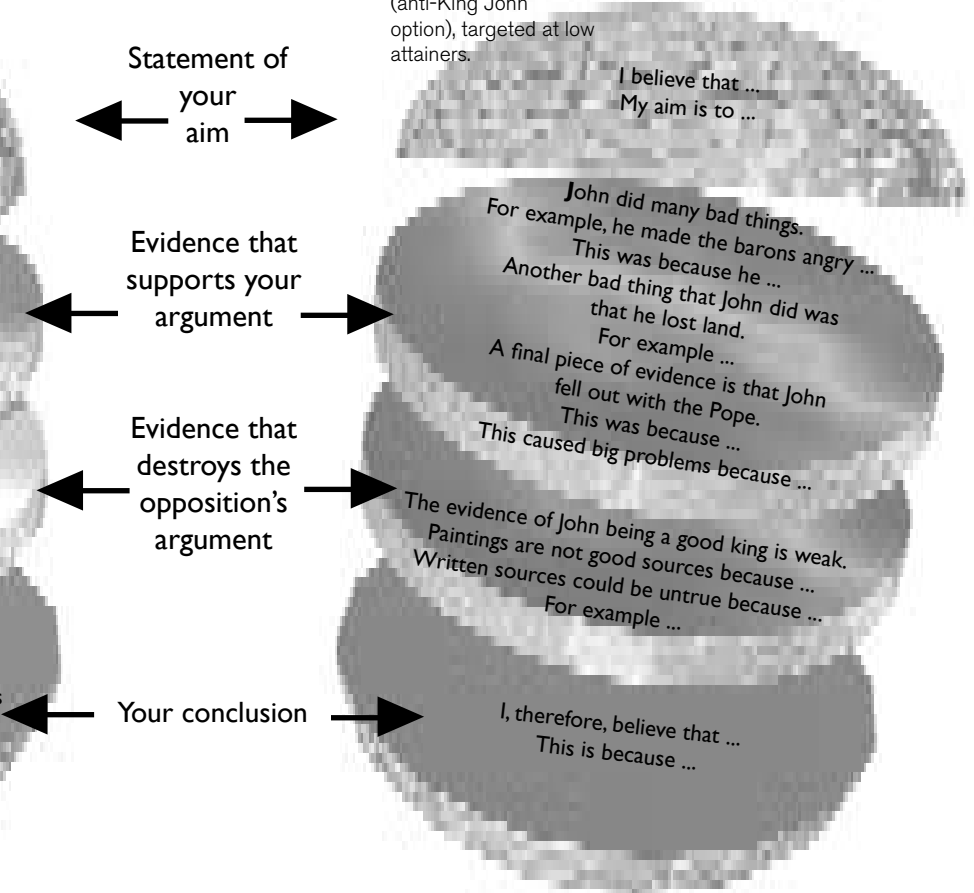 (anti-King John
option), targeted at low
attainers.
Statement of
your
aim
I believe that ...
My aim is to ...
Evidence that
supports your
argument
John did many bad things.
For example, he made the barons angry ...
This was because he ...
Another bad thing that John did was
that he lost land.
For example ...
A final piece of evidence is that John
fell out with the Pope.
This was because ...
This caused big problems because ...
Evidence that
destroys the
opposition’s
argument
The evidence of John being a good king is weak.
Paintings are not good sources because ...
Written sources could be untrue because ...
For example ...
Your conclusion
I, therefore, believe that ...
This is because ...